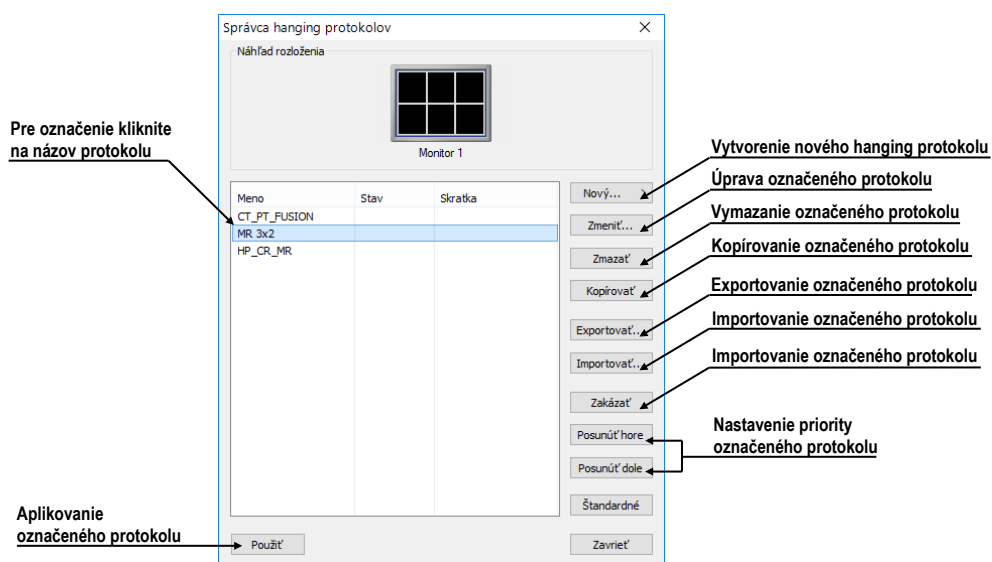 Správca hanging protokolov
Náhľad rozloženia
Monitor 1
Pre označenie kliknite
na názov protokolu
Meno Stav Skratka
CT_PT_FUSION
MR 3x2
HP_CR_MR
Nový...
Zmeniť...
Zmazať
Kopírovať
Exportovať...
Importovať...
Zakázať
Posunúť hore
Posunúť dole
Štandardné
Použiť
Zavrieť
Vytvorenie nového hanging protokolu
Úprava označeného protokolu
Vymazanie označeného protokolu
Kopírovanie označeného protokolu
Exportovanie označeného protokolu
Importovanie označeného protokolu
Importovanie označeného protokolu
Nastavenie priority
označeného protokolu
Aplikovanie
označeného protokolu